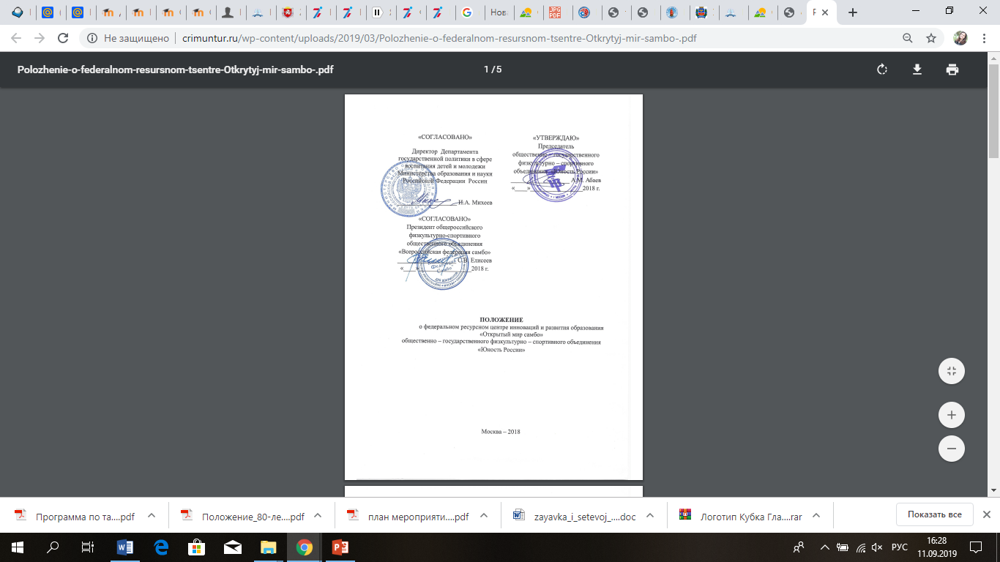 Не защищено
crimuntur.ru/wp-content/uploads/2019/03/Polozhenie-o-federalnom-resursnom-tsentre-Otkrytyj-mir-sambo-.pdf
Polozhenie-o-federalnom-resursnom-tsentre-Otkrytyj-mir-sambo-.pdf
1 / 5
«СОГЛАСОВАНО»
Директор Департамента
государственной политики в сфере
воспитания детей и молодежи
Министерства образования и науки
Российской Федерации России
И.А. Михеев
«УТВЕРЖДАЮ»
Председатель
общественно – государственного
физкультурно – спортивного
объединения «Юность России»
А.М. Абаев
«____»________________2018 г.
«СОГЛАСОВАНО»
Президент общероссийского
физкультурно-спортивного
общественного объединения
«Всероссийская федерация самбо»
С.В. Елисеев
«____»________________2018 г.
ПОЛОЖЕНИЕ
о федеральном ресурсном центре инноваций и развития образования
«Открытый мир самбо»
общественно – государственного физкультурно – спортивного объединения
«Юность России»
Москва – 2018
Программа по та....pdf
Положение_80-ле....pdf
план мероприяти....pdf
zayavka_i_setevoj_....doc
Логотип Кубка Гла....rar
Показать все
РУС
16:28
11.09.2019